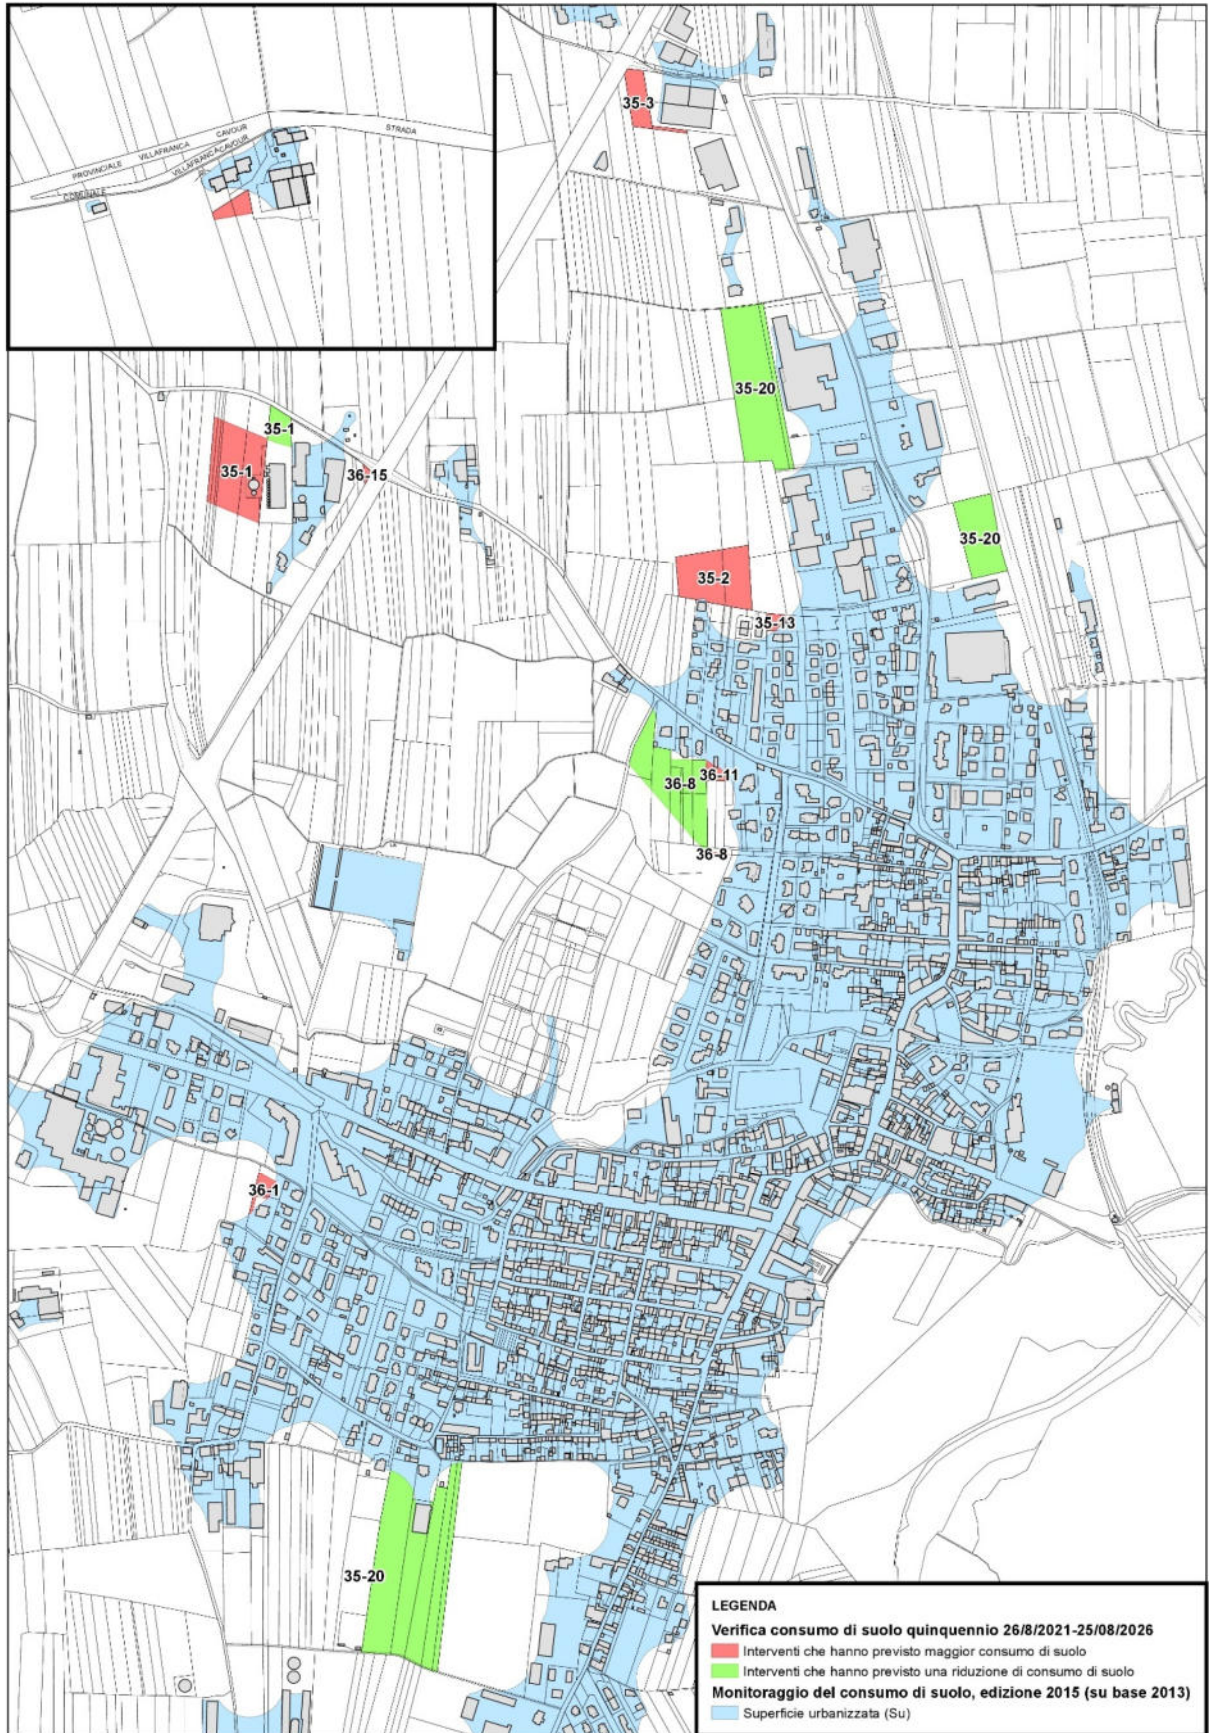 PROVINCIALE VILLAFRANCA CAVOUR
STRADA
VILLAFRANCA CAVOUR
COMUNALE
35-3
35-20
35-1
35-1
36-15
35-20
35-2
35-13
36-11
36-8
36-8
36-1
35-20
LEGENDA
Verifica consumo di suolo quinquennio 26/8/2021-25/08/2026
Interventi che hanno previsto maggior consumo di suolo
Interventi che hanno previsto una riduzione di consumo di suolo
Monitoraggio del consumo di suolo, edizione 2015 (su base 2013)
Superficie urbanizzata (Su)